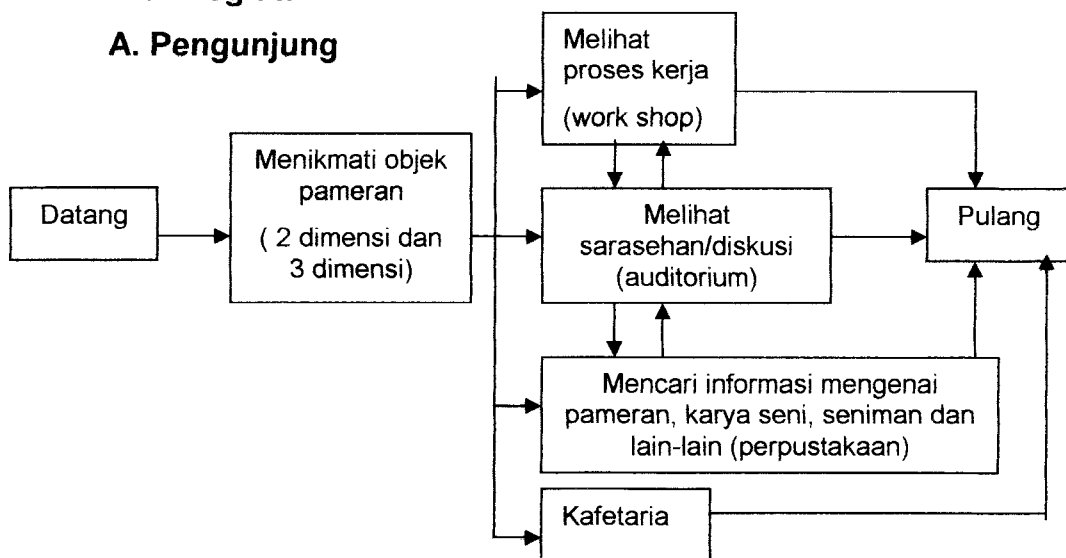 A. Pengunjung
Melihat
proses kerja
(work shop)
Menikmati objek
pameran
( 2 dimensi dan
3 dimensi)
Datang
Melihat
sarasehan/diskusi
(auditorium)
Pulang
Mencari informasi mengenai
pameran, karya seni, seniman dan
lain-lain (perpustakaan)
Kafetaria